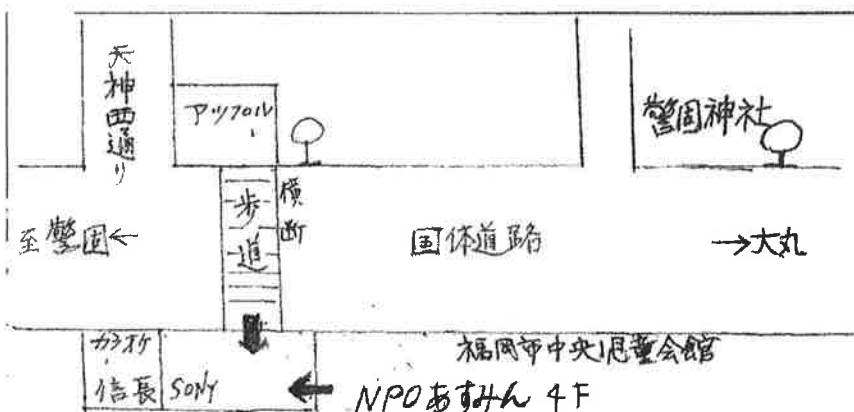 天神西通り
アップル
警固神社
横断
歩道
至警固←
国体道路
→大丸
カラオケ
信長
SONY
福岡市中央児童会館
NPOあすみん 4F